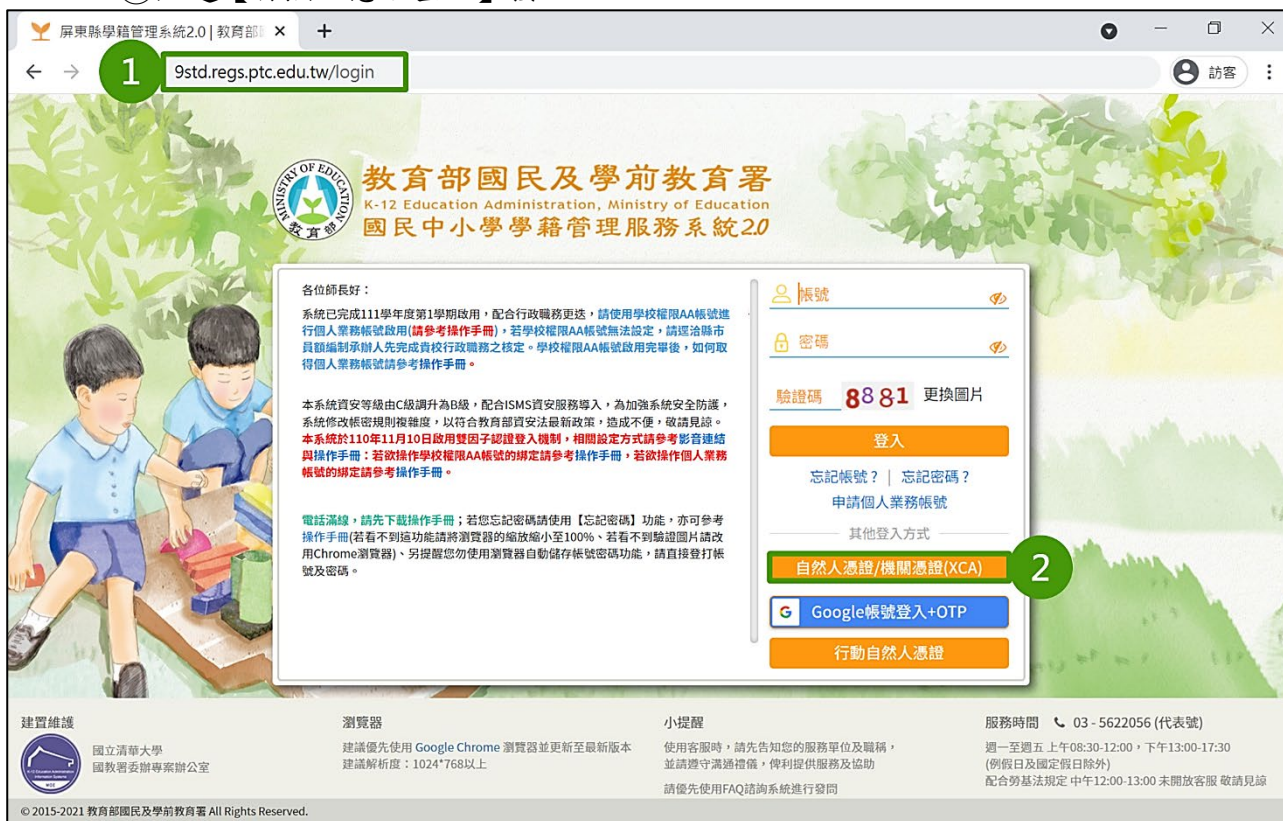 屏東縣學籍管理系統2.0 | 教育部
9std.regs.ptc.edu.tw/login
訪客
1
MINISTRY OF EDUCATION
教育部
教育部國民及學前教育署
K-12 Education Administration, Ministry of Education
國民中小學學籍管理服務系統2.0
各位師長好：
系統已完成111學年度第1學期啟用，配合行政職務更迭，請使用學校權限AA帳號進
行個人業務帳號啟用(請參考操作手冊)，若學校權限AA帳號無法設定，請逕洽縣市
員額編制承辦人先完成貴校行政職務之核定。學校權限AA帳號啟用完畢後，如何取
得個人業務帳號請參考操作手冊。
本系統資安等級由C級調升為B級，配合ISMS資安服務導入，為加強系統安全防護，
系統修改帳密規則複雜度，以符合教育部資安法最新政策，造成不便，敬請見諒。
本系統於110年11月10日啟用雙因子認證登入機制，相關設定方式請參考影音連結
與操作手冊：若欲操作學校權限AA帳號的綁定請參考操作手冊，若欲操作個人業務
帳號的綁定請參考操作手冊。
電話滿線，請先下載操作手冊；若您忘記密碼請使用【忘記密碼】功能，亦可參考
操作手冊(若看不到這功能請將瀏覽器的縮放縮小至100%、若看不到驗證圖片請改
用Chrome瀏覽器)、另提醒您勿使用瀏覽器自動儲存帳號密碼功能，請直接登打帳
號及密碼。
帳號
密碼
驗證碼 8881 更換圖片
登入
忘記帳號？ | 忘記密碼？
申請個人業務帳號
其他登入方式
自然人憑證/機關憑證(XCA)
2
G Google帳號登入+OTP
行動自然人憑證
建置維護
國立清華大學
國教署委辦專案辦公室
瀏覽器
建議優先使用 Google Chrome 瀏覽器並更新至最新版本
建議解析度：1024*768以上
小提醒
使用客服時，請先告知您的服務單位及職稱，
並請遵守溝通禮儀，俾利提供服務及協助
請優先使用FAQ諮詢系統進行發問
服務時間 03 - 5622056 (代表號)
週一至週五 上午08:30-12:00，下午13:00-17:30
(例假日及國定假日除外)
配合勞基法規定 中午12:00-13:00 未開放客服 敬請見諒
© 2015-2021 教育部國民及學前教育署 All Rights Reserved.